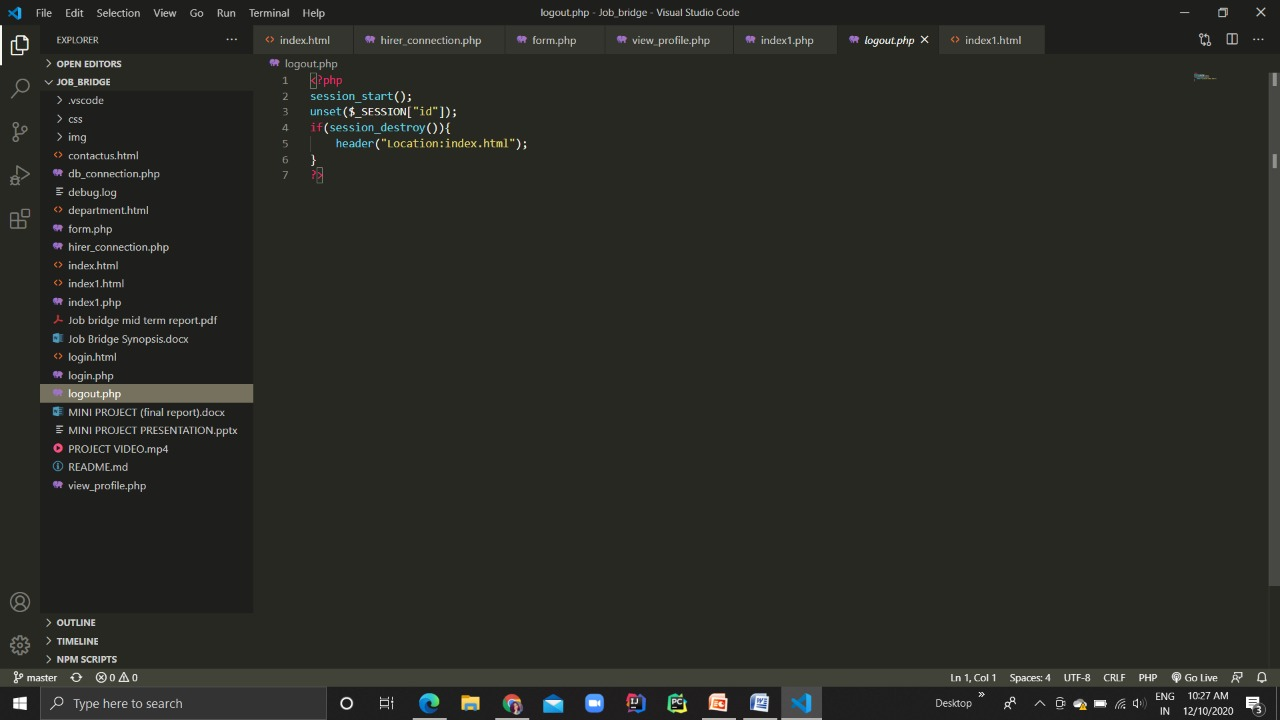 File Edit Selection View Go Run Terminal Help logout.php - Job_bridge - Visual Studio Code
EXPLORER
index.html hirer_connection.php form.php view_profile.php index1.php logout.php index1.html
OPEN EDITORS
JOB_BRIDGE
.vscode
css
img
contactus.html
db_connection.php
debug.log
department.html
form.php
hirer_connection.php
index.html
index1.html
index1.php
Job bridge mid term report.pdf
Job Bridge Synopsis.docx
login.html
login.php
logout.php
MINI PROJECT (final report).docx
MINI PROJECT PRESENTATION.pptx
PROJECT VIDEO.mp4
README.md
view_profile.php
OUTLINE
TIMELINE
NPM SCRIPTS
logout.php
1 <?php
2 session_start();
3 unset($_SESSION["id"]);
4 if(session_destroy()){
5 header("Location:index.html");
6 }
7 ?>
master 0 0 Ln 1, Col 1 Spaces: 4 UTF-8 CRLF PHP Go Live
Type here to search Desktop » ENG IN 10:27 AM 12/10/2020 3